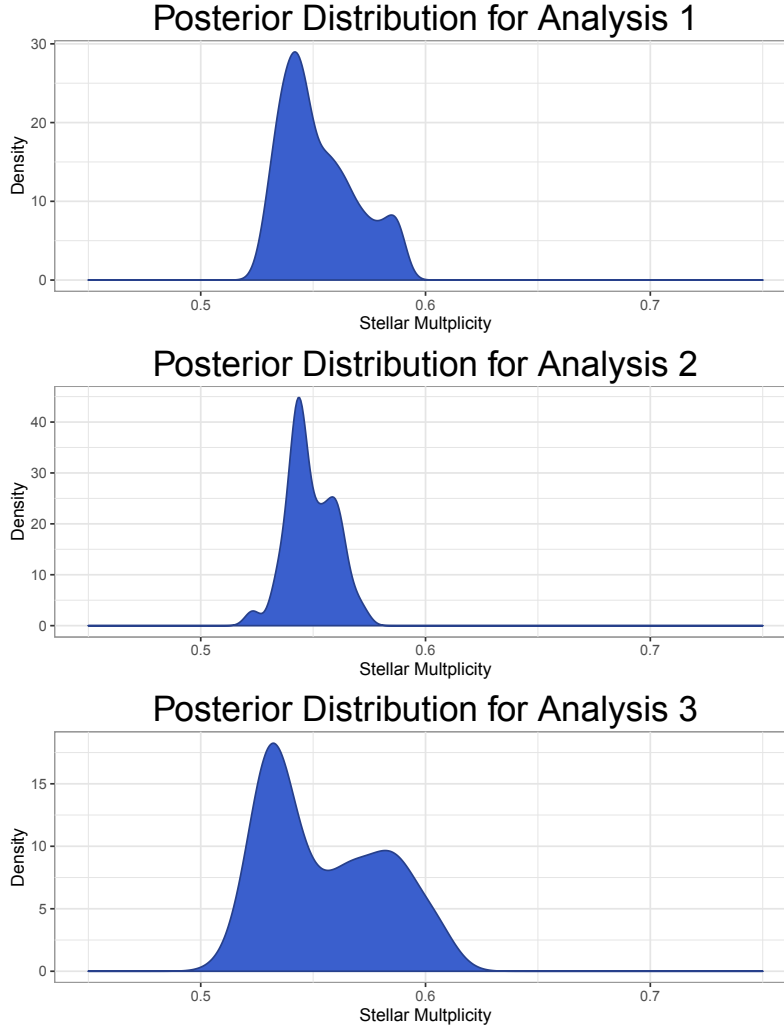 Posterior Distribution for Analysis 1
30
20
10
0
Density
0.5 0.6 0.7
Stellar Multplicity
Posterior Distribution for Analysis 2
40
30
20
10
0
Density
0.5 0.6 0.7
Stellar Multplicity
Posterior Distribution for Analysis 3
15
10
5
0
Density
0.5 0.6 0.7
Stellar Multplicity